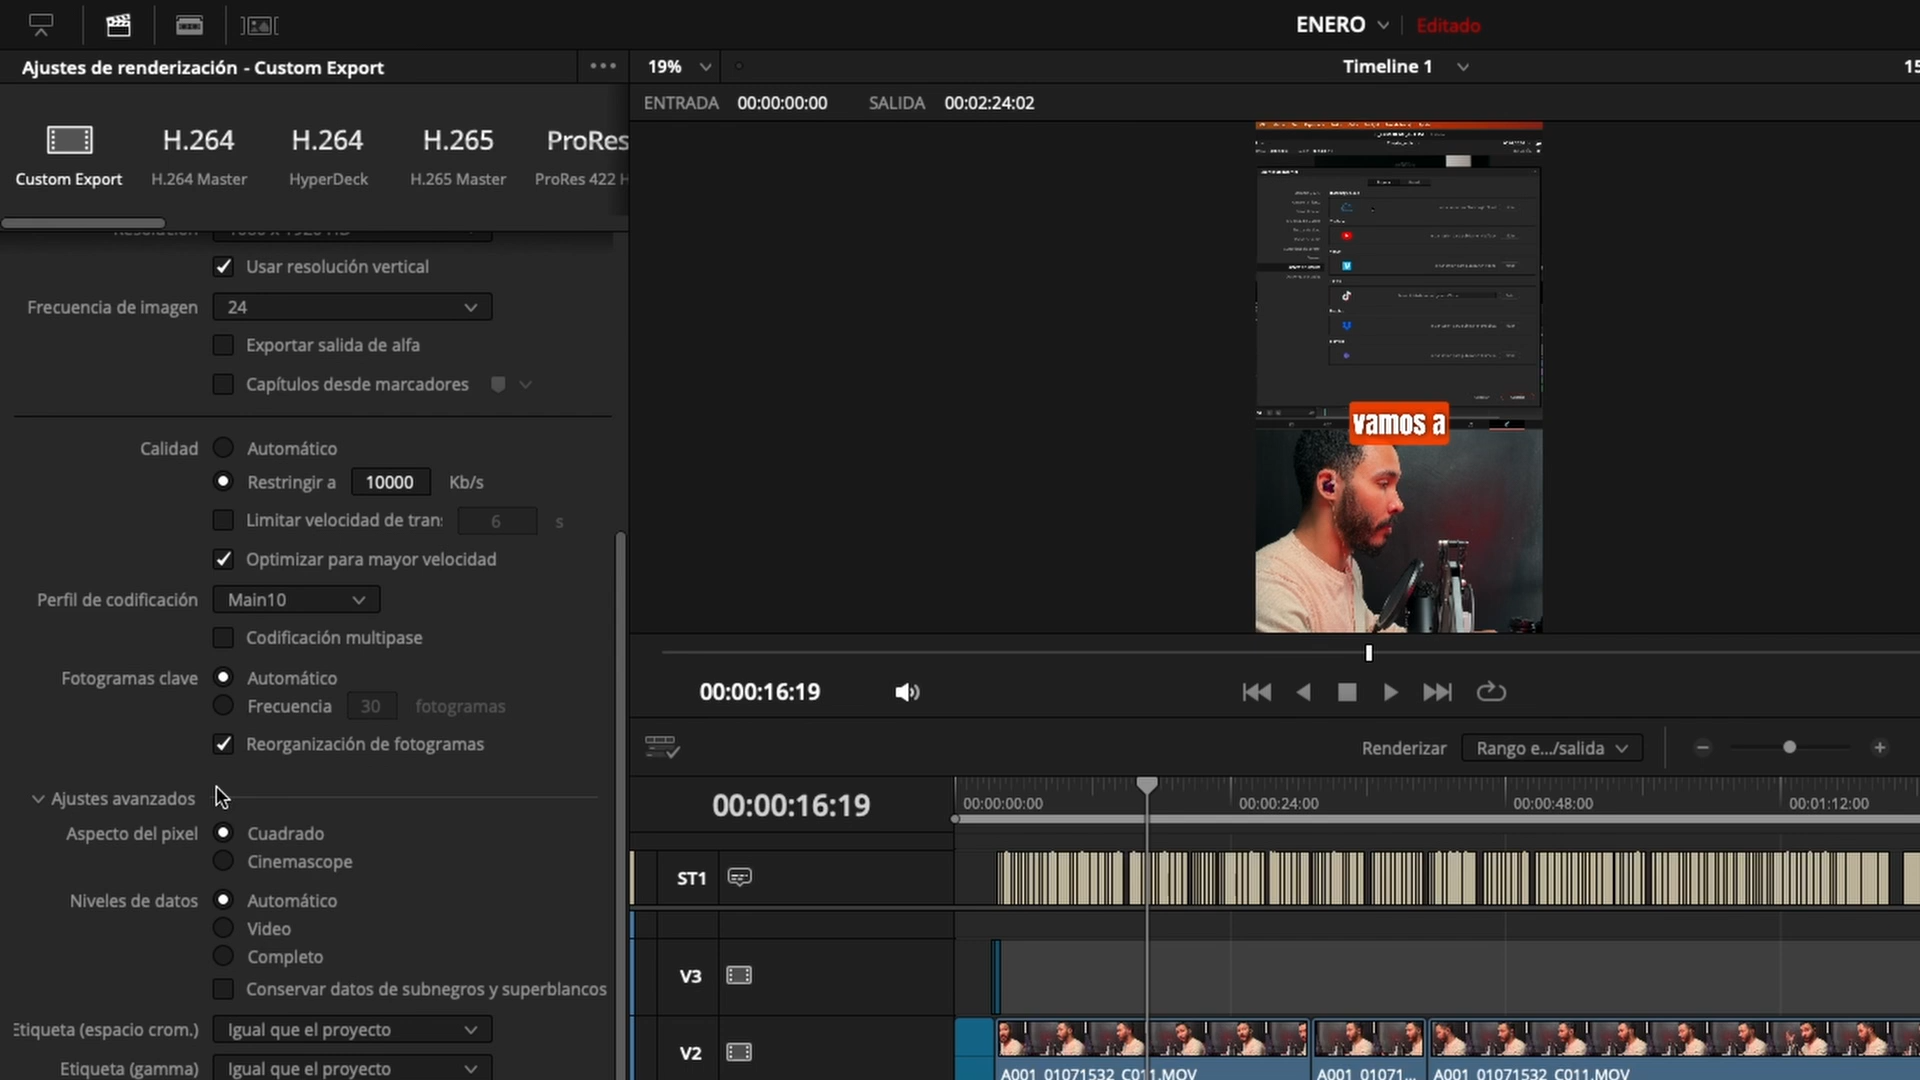 ENERO
Editado
Ajustes de renderización - Custom Export
19%
Timeline 1
ENTRADA 00:00:00:00 SALIDA 00:02:24:02
H.264
H.264
H.265
ProRes
Custom Export
H.264 Master
HyperDeck
H.265 Master
ProRes 422 H
Resolución 1080 x 1920 HD
Usar resolución vertical
Frecuencia de imagen 24
Exportar salida de alfa
Capítulos desde marcadores
Calidad Automático
Restringir a 10000 Kb/s
Limitar velocidad de tran: 6 s
Optimizar para mayor velocidad
Perfil de codificación Main10
Codificación multipase
Fotogramas clave Automático
Frecuencia 30 fotogramas
Reorganización de fotogramas
Ajustes avanzados
Aspecto del pixel Cuadrado
Cinemascope
Niveles de datos Automático
Video
Completo
Conservar datos de subnegros y superblancos
Etiqueta (espacio crom.) Igual que el proyecto
Etiqueta (gamma) Igual que el proyecto
vamos a
00:00:16:19
Renderizar Rango e.../salida
00:00:16:19
00:00:00:00 00:00:24:00 00:00:48:00 00:01:12:00
ST1
V3
V2
A001_01071532_C011.MOV A001_01071... A001_01071532_C011.MOV